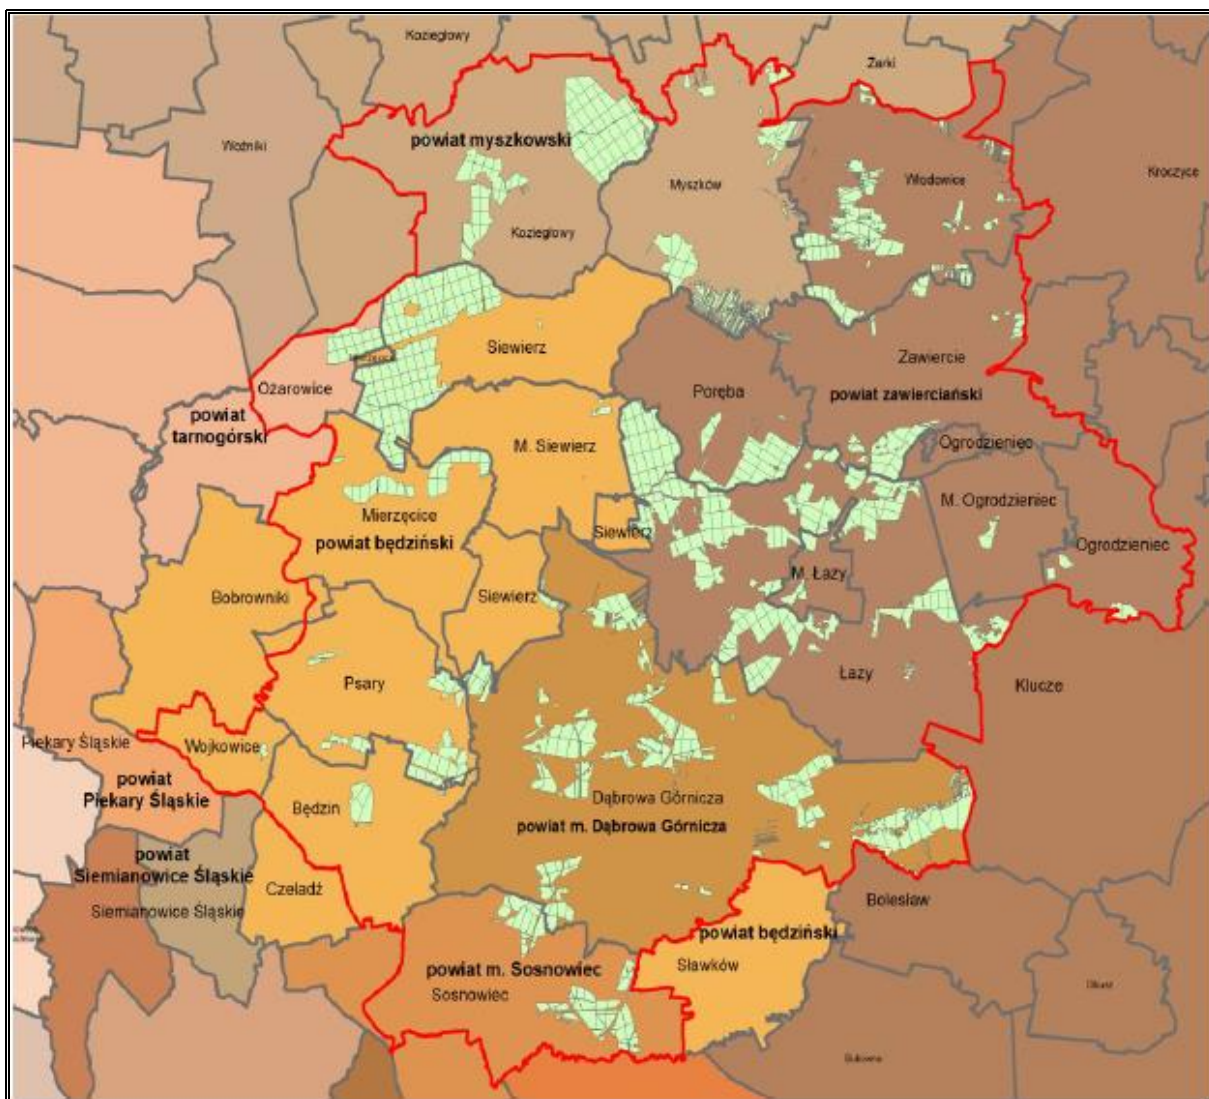 Koziegłowy
Żarki
powiat myszkowski
Woźniki
Kroczyce
Myszków
Włodowice
Koziegłowy
Siewierz
Zawiercie
Ożarowice
Poręba
powiat zawierciański
powiat
tarnogórski
M. Siewierz
Ogrodzieniec
M. Ogrodzieniec
Mierzęcice
Siewierz
powiat będziński
Ogrodzieniec
M. Łazy
Bobrowniki
Siewierz
Psary
Łazy
Klucze
Piekary Śląskie
Wojkowice
powiat
Piekary Śląskie
Będzin
Dąbrowa Górnicza
powiat m. Dąbrowa Górnicza
powiat
Siemianowice Śląskie
Czeladź
Siemianowice Śląskie
Bolesław
powiat będziński
Sławków
powiat m. Sosnowiec
Sosnowiec
Olkusz
Bukowno